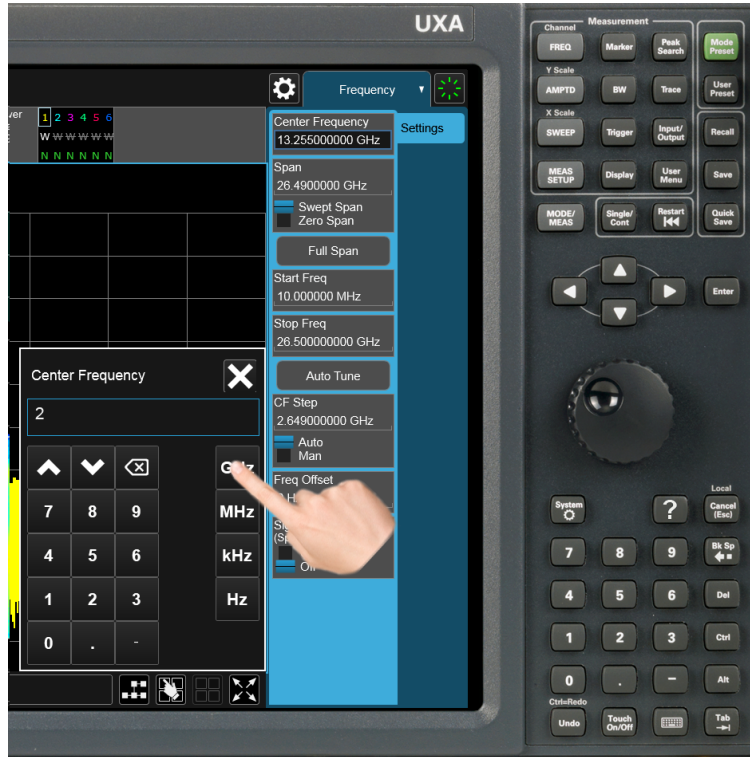 UXA
Frequency
1 2 3 4 5 6
W W W W W W
N N N N N N
Center Frequency
13.255000000 GHz
Settings
Span
26.4900000 GHz
Swept Span
Zero Span
Full Span
Start Freq
10.000000 MHz
Stop Freq
26.500000000 GHz
Auto Tune
CF Step
2.649000000 GHz
Auto
Man
Freq Offset
Off
Center Frequency
2
7 8 9 MHz
4 5 6 kHz
1 2 3 Hz
0 . -
Measurement
Channel
FREQ
Marker
Peak
Search
Mode
Preset
Y Scale
AMPTD
BW
Trace
User
Preset
X Scale
SWEEP
Trigger
Input/
Output
Recall
MEAS
SETUP
Display
User
Menu
Save
MODE/
MEAS
Single/
Cont
Restart
Quick
Save
Enter
System
?
Local
Cancel
(Esc)
7 8 9
Bk Sp
4 5 6 Del
1 2 3 Ctrl
0 . - Alt
Ctrl=Redo
Undo
Touch
On/Off
Tab